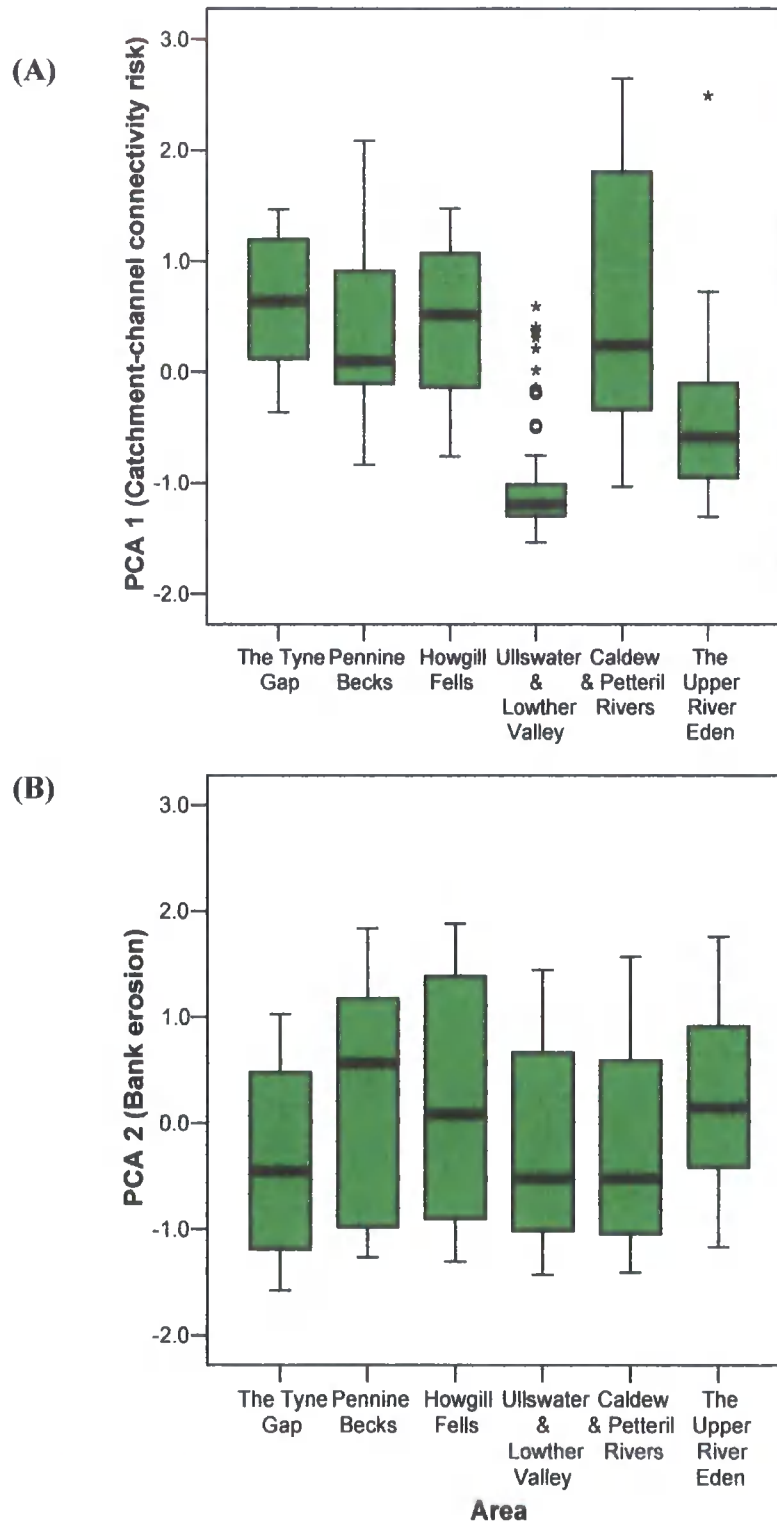 (A)
PCA 1 (Catchment-channel connectivity risk)
3.0
2.0
1.0
0.0
-1.0
-2.0
The Tyne Gap
Pennine Becks
Howgill Fells
Ullswater & Lowther Valley
Caldew & Petteril Rivers
The Upper River Eden
(B)
PCA 2 (Bank erosion)
3.0
2.0
1.0
0.0
-1.0
-2.0
The Tyne Gap
Pennine Becks
Howgill Fells
Ullswater & Lowther Valley
Caldew & Petteril Rivers
The Upper River Eden
Area